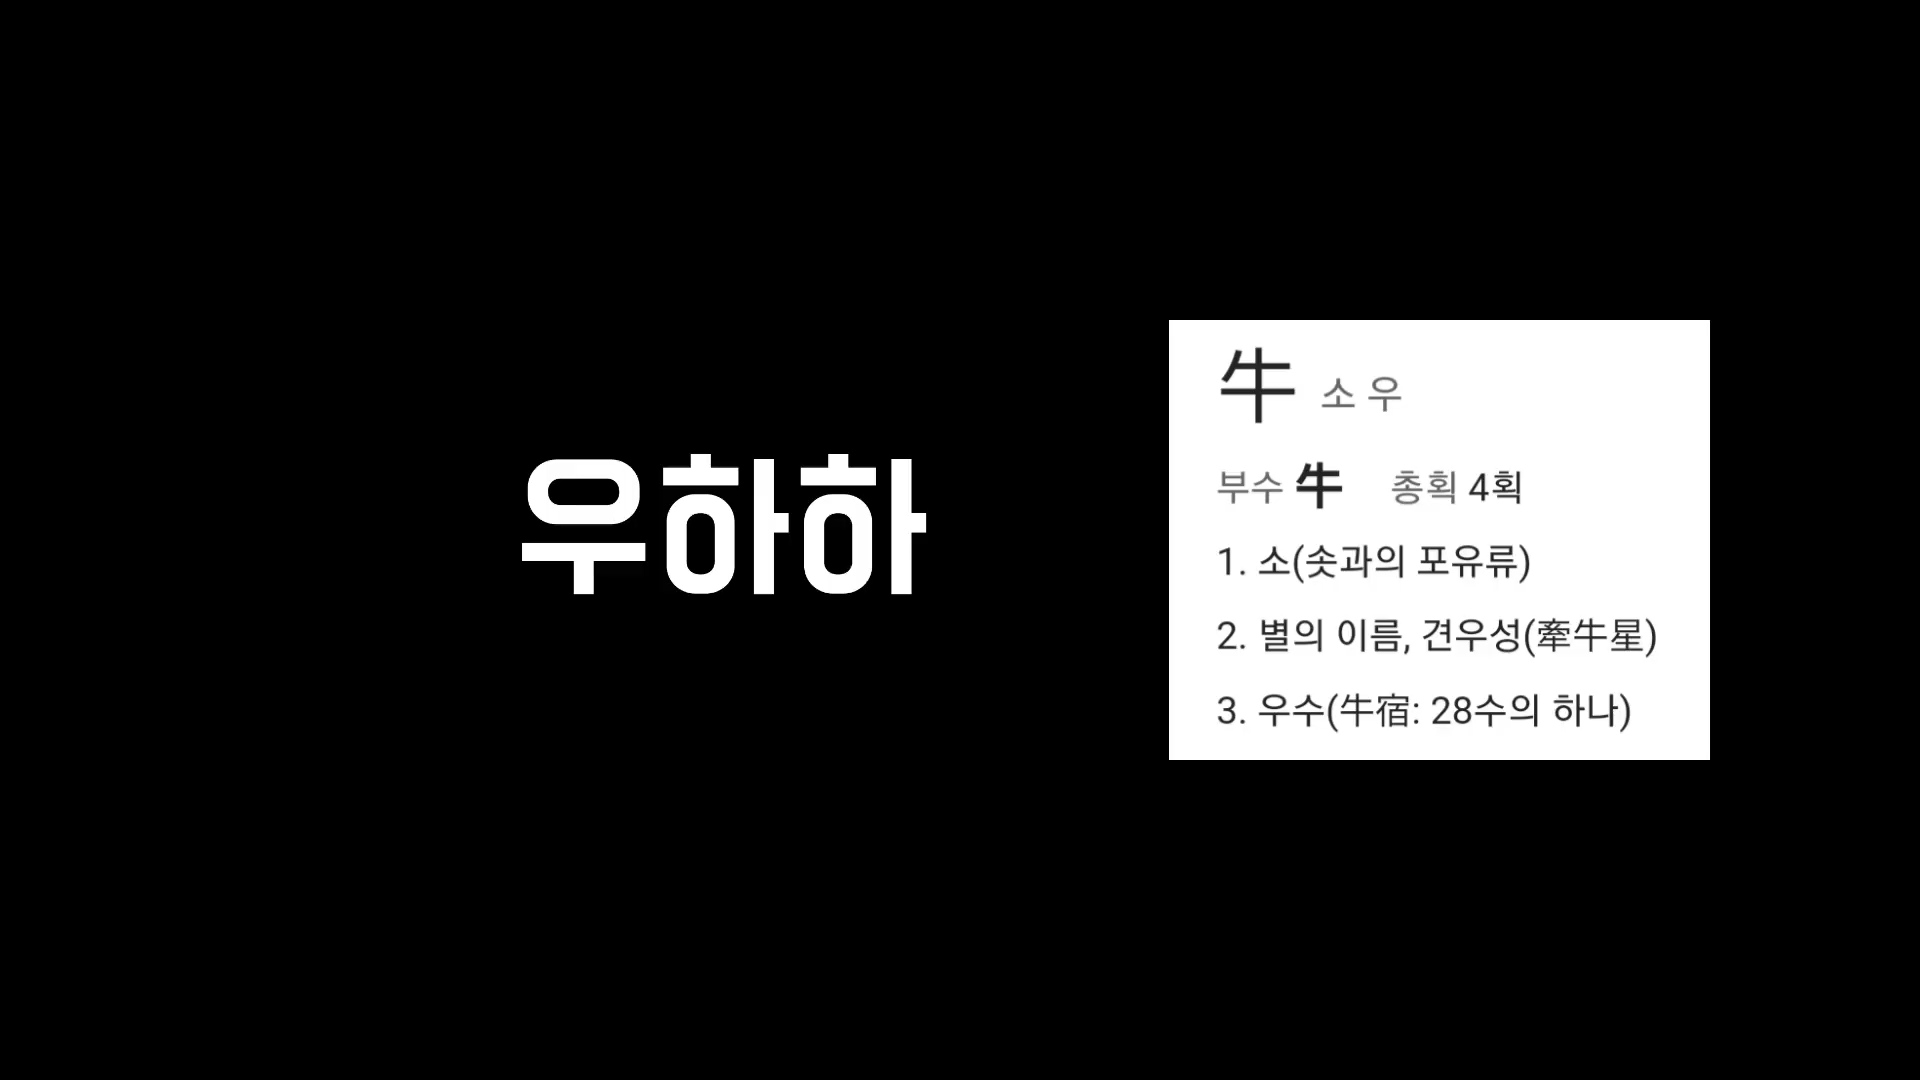 우하하
牛 소 우
부수 牛 총획 4획
1. 소(솟과의 포유류)
2. 별의 이름, 견우성(牽牛星)
3. 우수(牛宿: 28수의 하나)